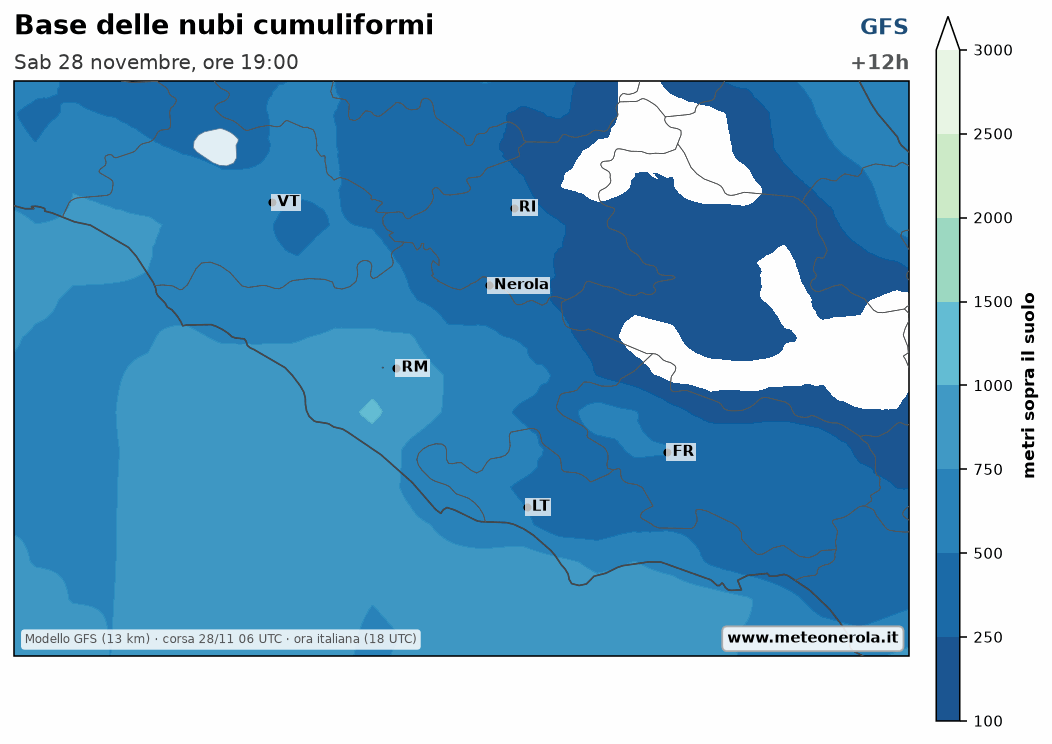 Base delle nubi cumuliformi
GFS
Sab 28 novembre, ore 19:00
+12h
VT
RI
Nerola
RM
FR
LT
Modello GFS (13 km) · corsa 28/11 06 UTC · ora italiana (18 UTC)
www.meteonerola.it
3000
2500
2000
1500
1000
750
500
250
100
metri sopra il suolo